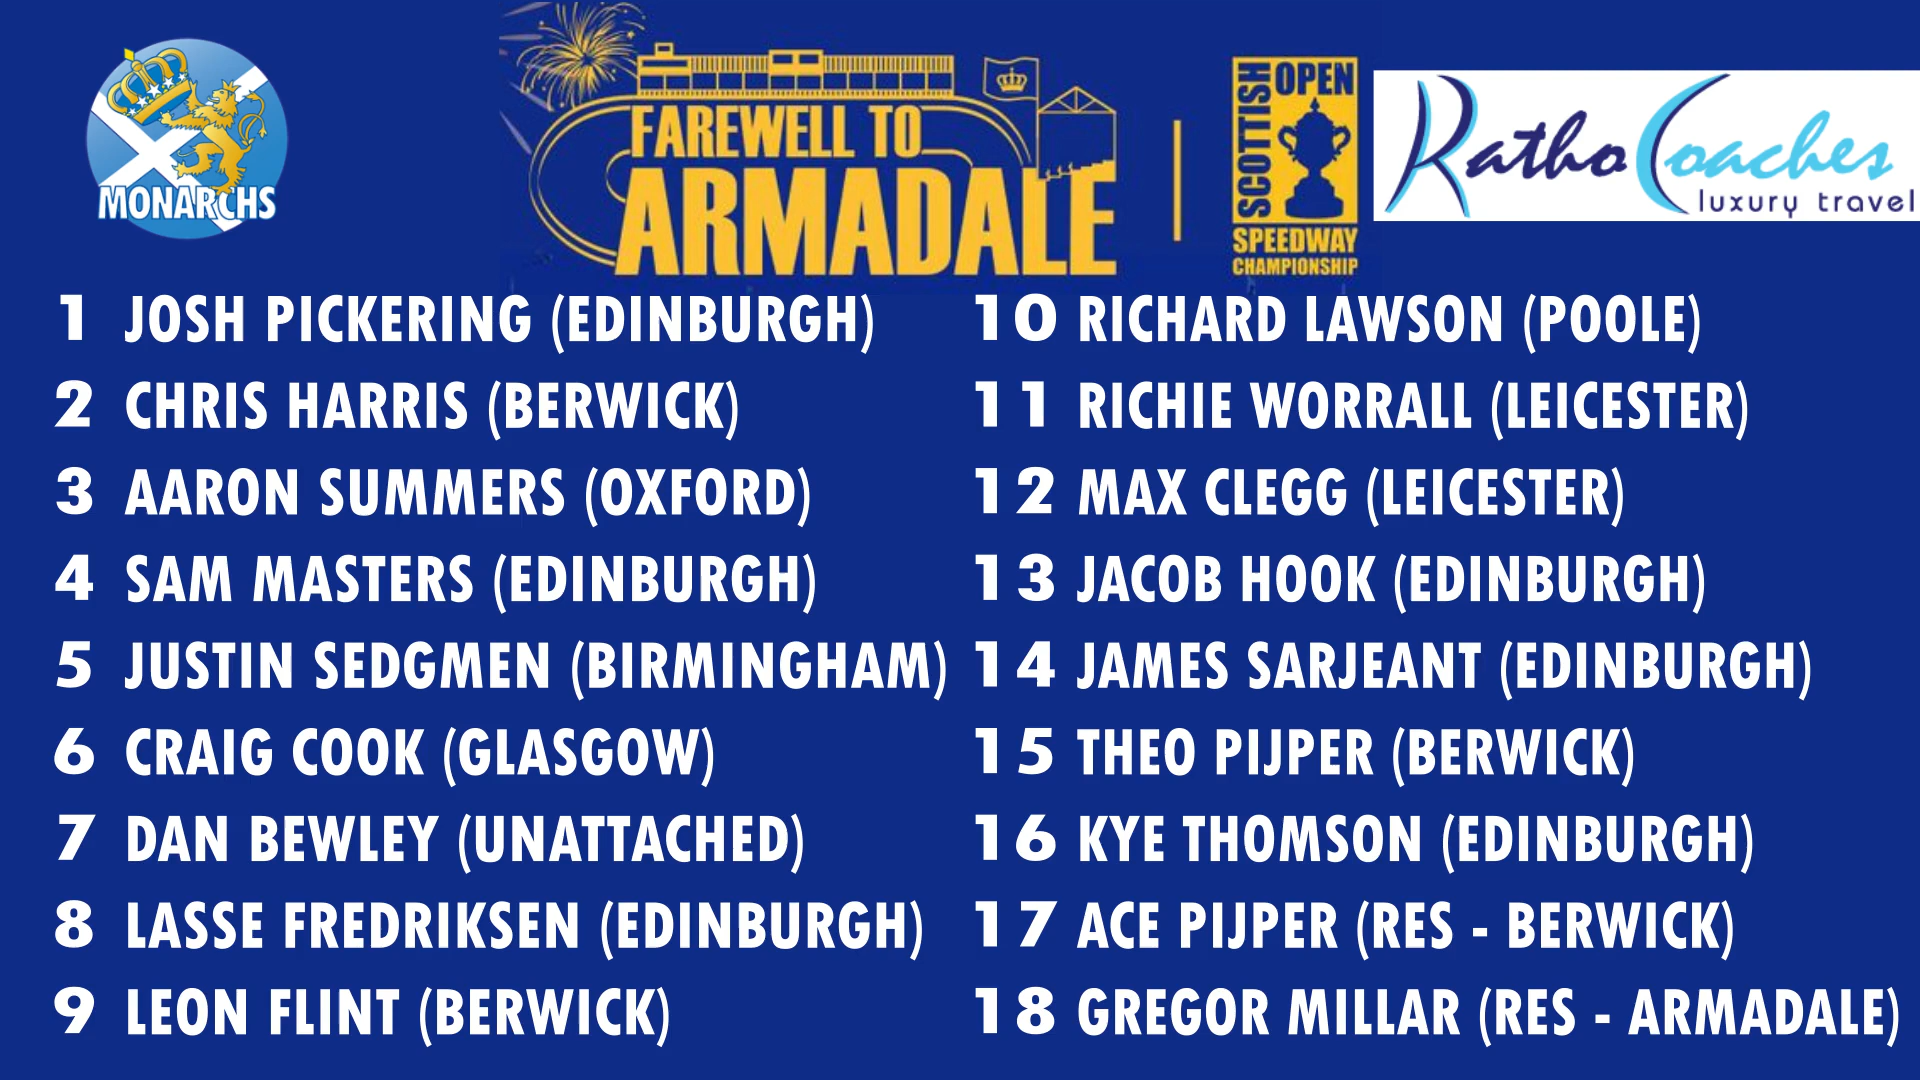 MONARCHS
FAREWELL TO
ARMADALE
SCOTTISH
OPEN
SPEEDWAY
CHAMPIONSHIP
Ratho Coaches
luxury travel
1 JOSH PICKERING (EDINBURGH)
2 CHRIS HARRIS (BERWICK)
3 AARON SUMMERS (OXFORD)
4 SAM MASTERS (EDINBURGH)
5 JUSTIN SEDGMEN (BIRMINGHAM)
6 CRAIG COOK (GLASGOW)
7 DAN BEWLEY (UNATTACHED)
8 LASSE FREDRIKSEN (EDINBURGH)
9 LEON FLINT (BERWICK)
10 RICHARD LAWSON (POOLE)
11 RICHIE WORRALL (LEICESTER)
12 MAX CLEGG (LEICESTER)
13 JACOB HOOK (EDINBURGH)
14 JAMES SARJEANT (EDINBURGH)
15 THEO PIJPER (BERWICK)
16 KYE THOMSON (EDINBURGH)
17 ACE PIJPER (RES - BERWICK)
18 GREGOR MILLAR (RES - ARMADALE)